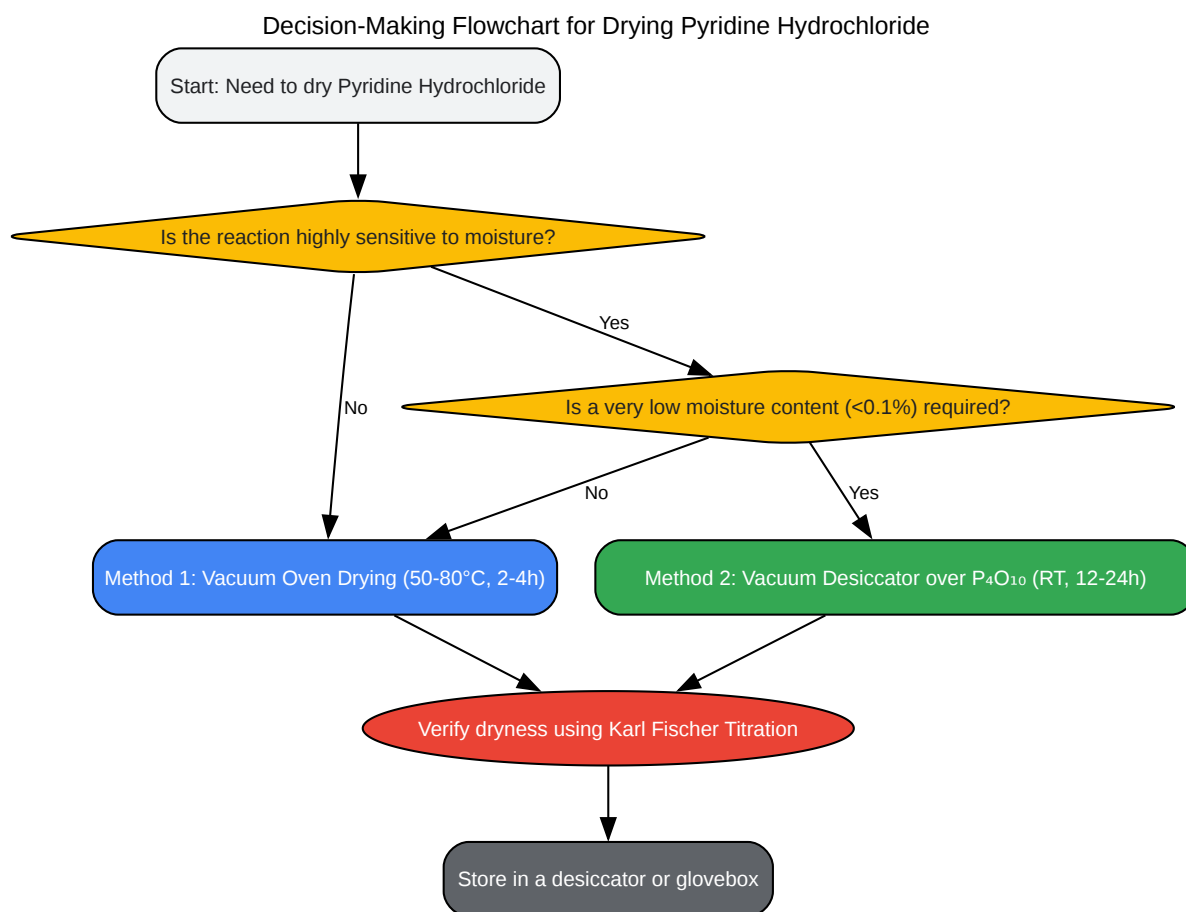 Decision-Making Flowchart for Drying Pyridine Hydrochloride
Start: Need to dry Pyridine Hydrochloride
Is the reaction highly sensitive to moisture?
Yes
No
Is a very low moisture content (<0.1%) required?
No
Yes
Method 1: Vacuum Oven Drying (50-80°C, 2-4h)
Method 2: Vacuum Desiccator over P₄O₁₀ (RT, 12-24h)
Verify dryness using Karl Fischer Titration
Store in a desiccator or glovebox